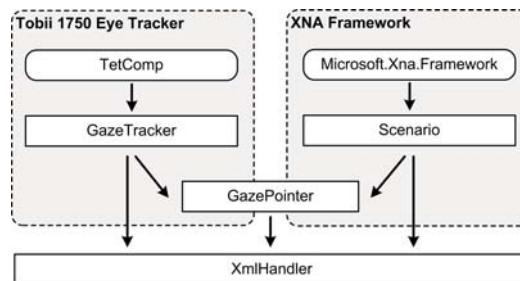 Tobii 1750 Eye Tracker
XNA Framework
TetComp
Microsoft.Xna.Framework
GazeTracker
Scenario
GazePointer
XmlHandler